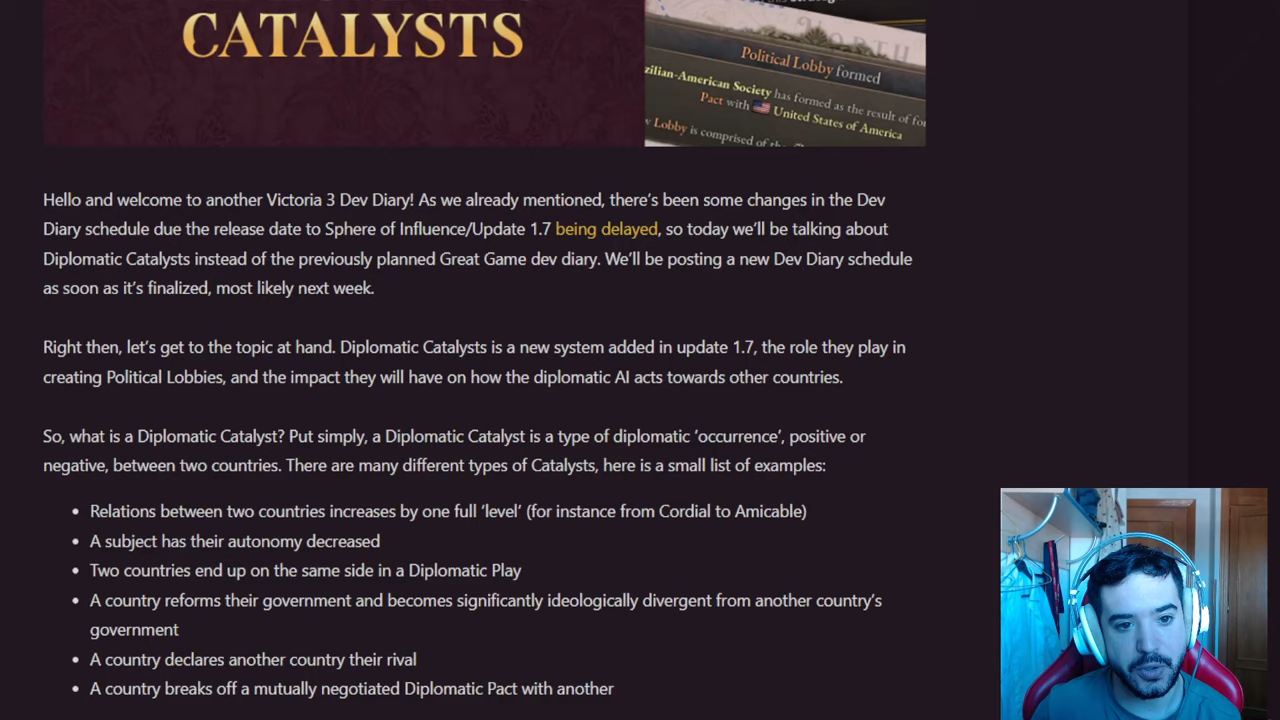 CATALYSTS
Political Lobby formed
zilian-American Society has formed as the result of
Pact with United States of America
Lobby is comprised of the
Hello and welcome to another Victoria 3 Dev Diary! As we already mentioned, there's been some changes in the Dev
Diary schedule due the release date to Sphere of Influence/Update 1.7 being delayed, so today we'll be talking about
Diplomatic Catalysts instead of the previously planned Great Game dev diary. We'll be posting a new Dev Diary schedule
as soon as it's finalized, most likely next week.
Right then, let's get to the topic at hand. Diplomatic Catalysts is a new system added in update 1.7, the role they play in
creating Political Lobbies, and the impact they will have on how the diplomatic AI acts towards other countries.
So, what is a Diplomatic Catalyst? Put simply, a Diplomatic Catalyst is a type of diplomatic 'occurrence', positive or
negative, between two countries. There are many different types of Catalysts, here is a small list of examples:
• Relations between two countries increases by one full 'level' (for instance from Cordial to Amicable)
• A subject has their autonomy decreased
• Two countries end up on the same side in a Diplomatic Play
• A country reforms their government and becomes significantly ideologically divergent from another country's
government
• A country declares another country their rival
• A country breaks off a mutually negotiated Diplomatic Pact with another